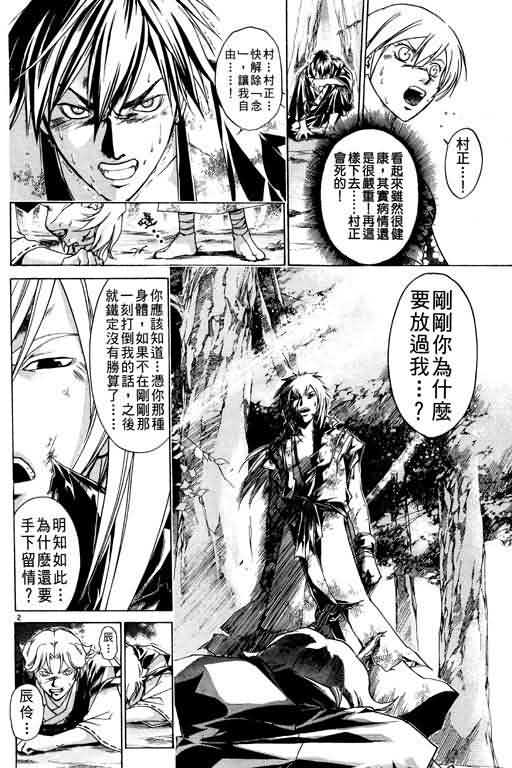 村正…！
看起來雖然很健
康，其實病情還
是很嚴重！再這
樣下去……村正
會死的！
村…村正…
快解除「念
」，讓我自
由…！
剛剛你為什麼
要放過我…？
你應該知道…憑你那種
身體，如果不在剛剛那
一刻打倒我的話，之後
就鐵定沒有勝算了……
明知如此…
為什麼還要
手下留情？
辰…
辰伶…
2